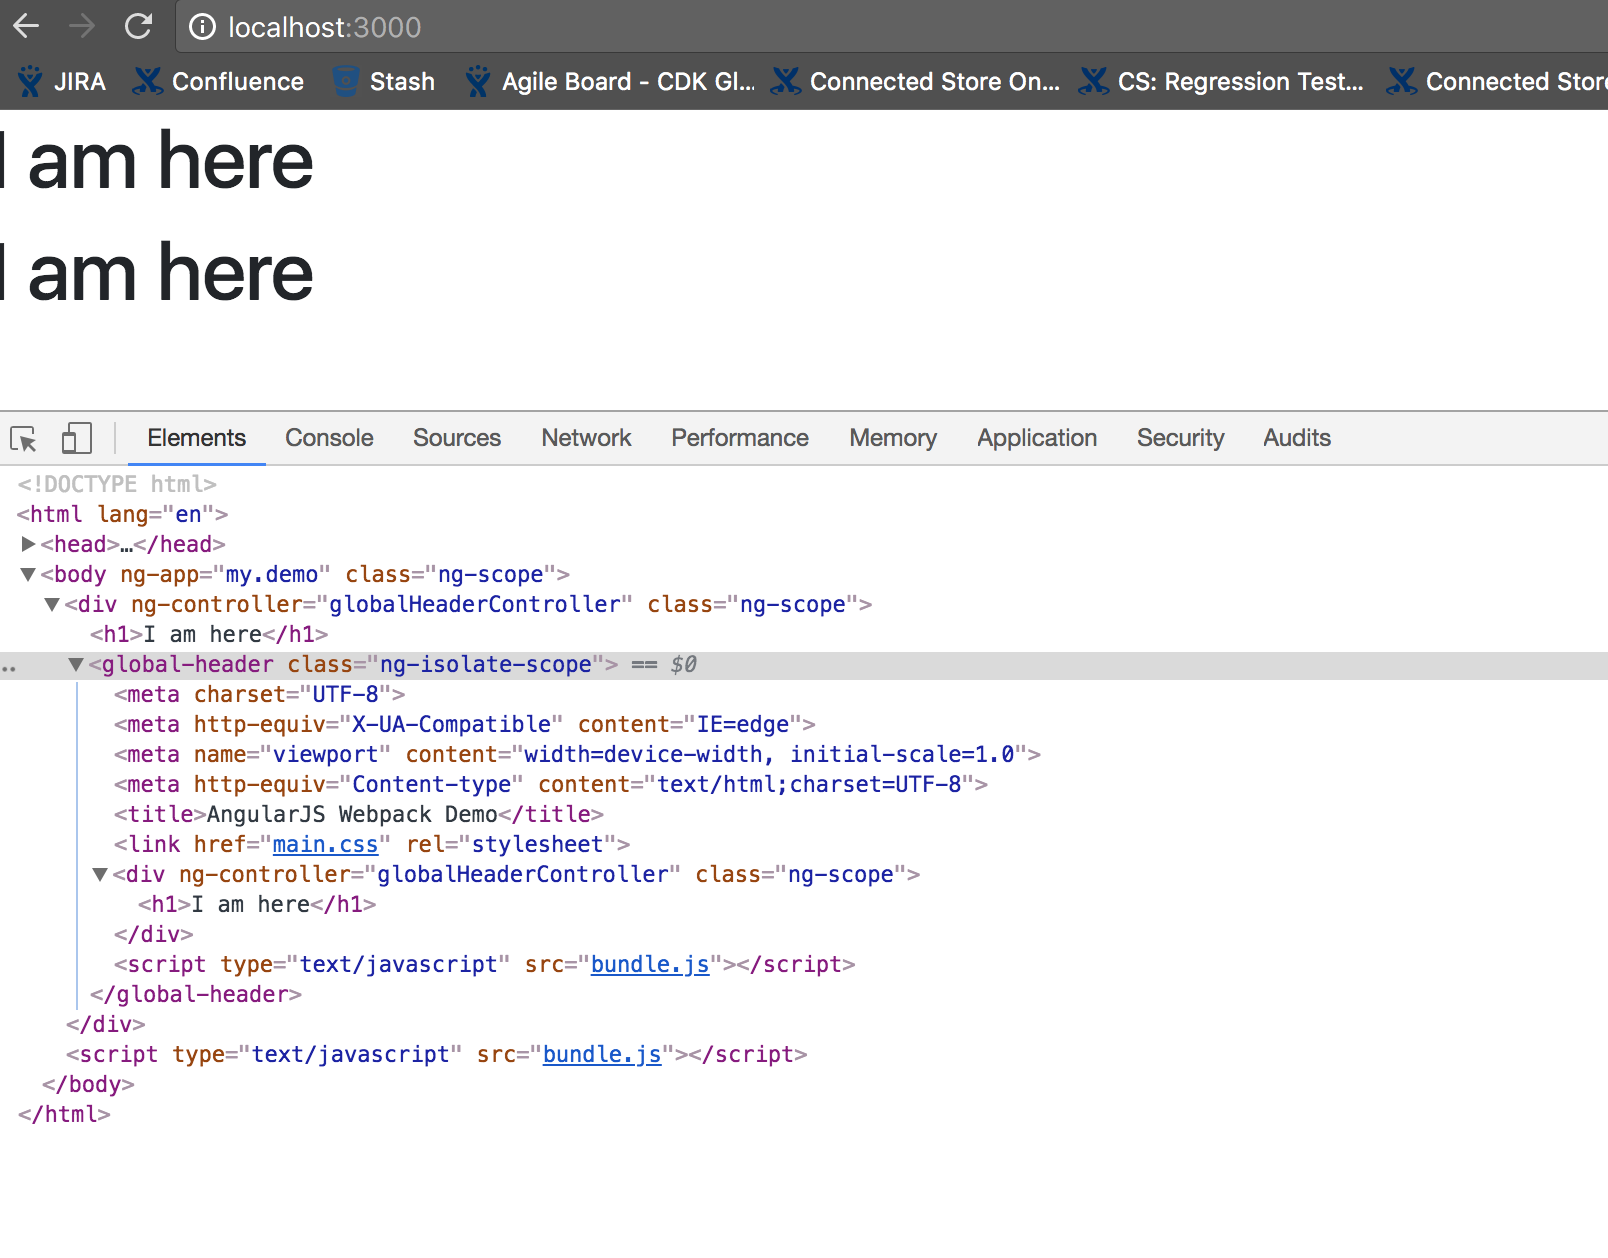 localhost:3000
JIRA Confluence Stash Agile Board - CDK Gl... Connected Store On... CS: Regression Test... Connected Store
I am here
I am here
Elements Console Sources Network Performance Memory Application Security Audits
<!DOCTYPE html>
<html lang="en">
▶<head>…</head>
▼<body ng-app="my.demo" class="ng-scope">
▼<div ng-controller="globalHeaderController" class="ng-scope">
<h1>I am here</h1>
..▼<global-header class="ng-isolate-scope"> == $0
<meta charset="UTF-8">
<meta http-equiv="X-UA-Compatible" content="IE=edge">
<meta name="viewport" content="width=device-width, initial-scale=1.0">
<meta http-equiv="Content-type" content="text/html;charset=UTF-8">
<title>AngularJS Webpack Demo</title>
<link href="main.css" rel="stylesheet">
▼<div ng-controller="globalHeaderController" class="ng-scope">
<h1>I am here</h1>
</div>
<script type="text/javascript" src="bundle.js"></script>
</global-header>
</div>
<script type="text/javascript" src="bundle.js"></script>
</body>
</html>